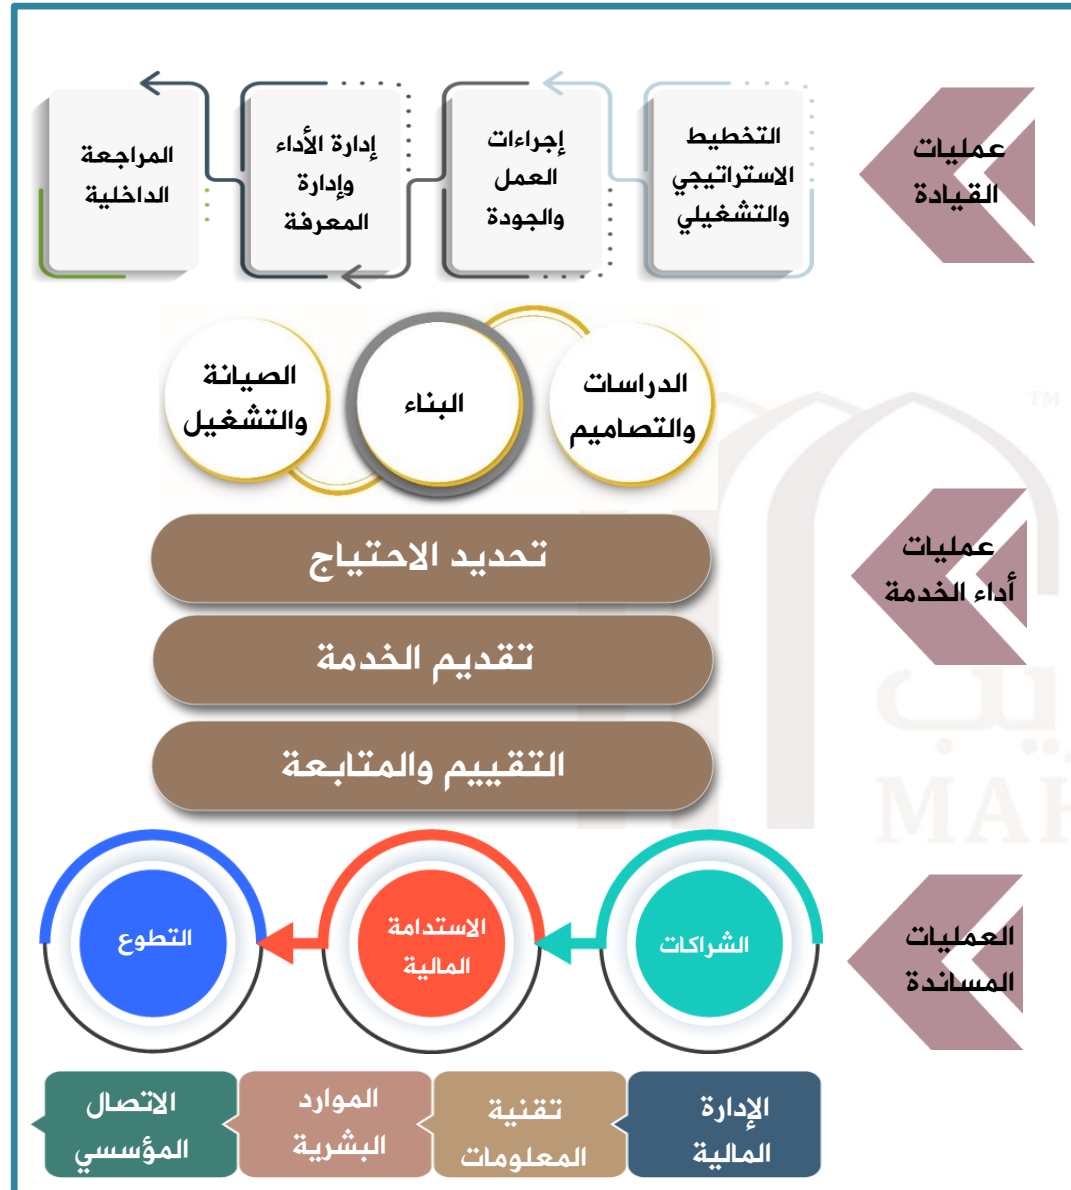 عمليات
القيادة
التخطيط
الاستراتيجي
والتشغيلي
إجراءات
العمل
والجودة
إدارة الأداء
وإدارة
المعرفة
المراجعة
الداخلية
الدراسات
والتصاميم
البناء
الصيانة
والتشغيل
TM
عمليات
أداء الخدمة
تحديد الاحتياج
تقديم الخدمة
التقييم والمتابعة
العمليات
المساندة
الشراكات
الاستدامة
المالية
التطوع
الإدارة
المالية
تقنية
المعلومات
الموارد
البشرية
الاتصال
المؤسسي